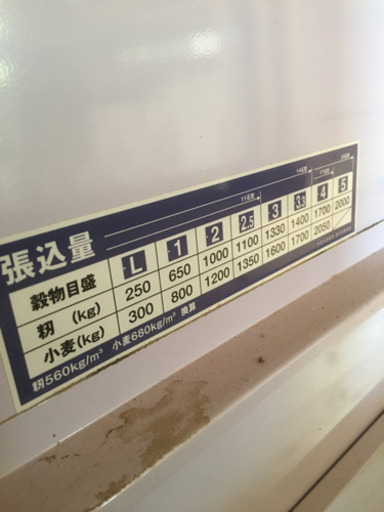 張込量
穀物目盛 L 1 2 2.5 3 3.3 4 5
籾 (kg) 250 650 1000 1100 1330 1400 1700 2000
小麦(kg) 300 800 1200 1350 1600 1700 2050
籾560kg/m³ 小麦680kg/m³ 換算